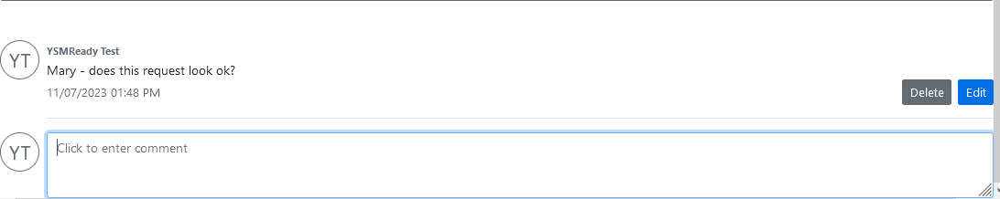 YT
YSMReady Test
Mary - does this request look ok?
11/07/2023 01:48 PM
Delete
Edit
YT
Click to enter comment